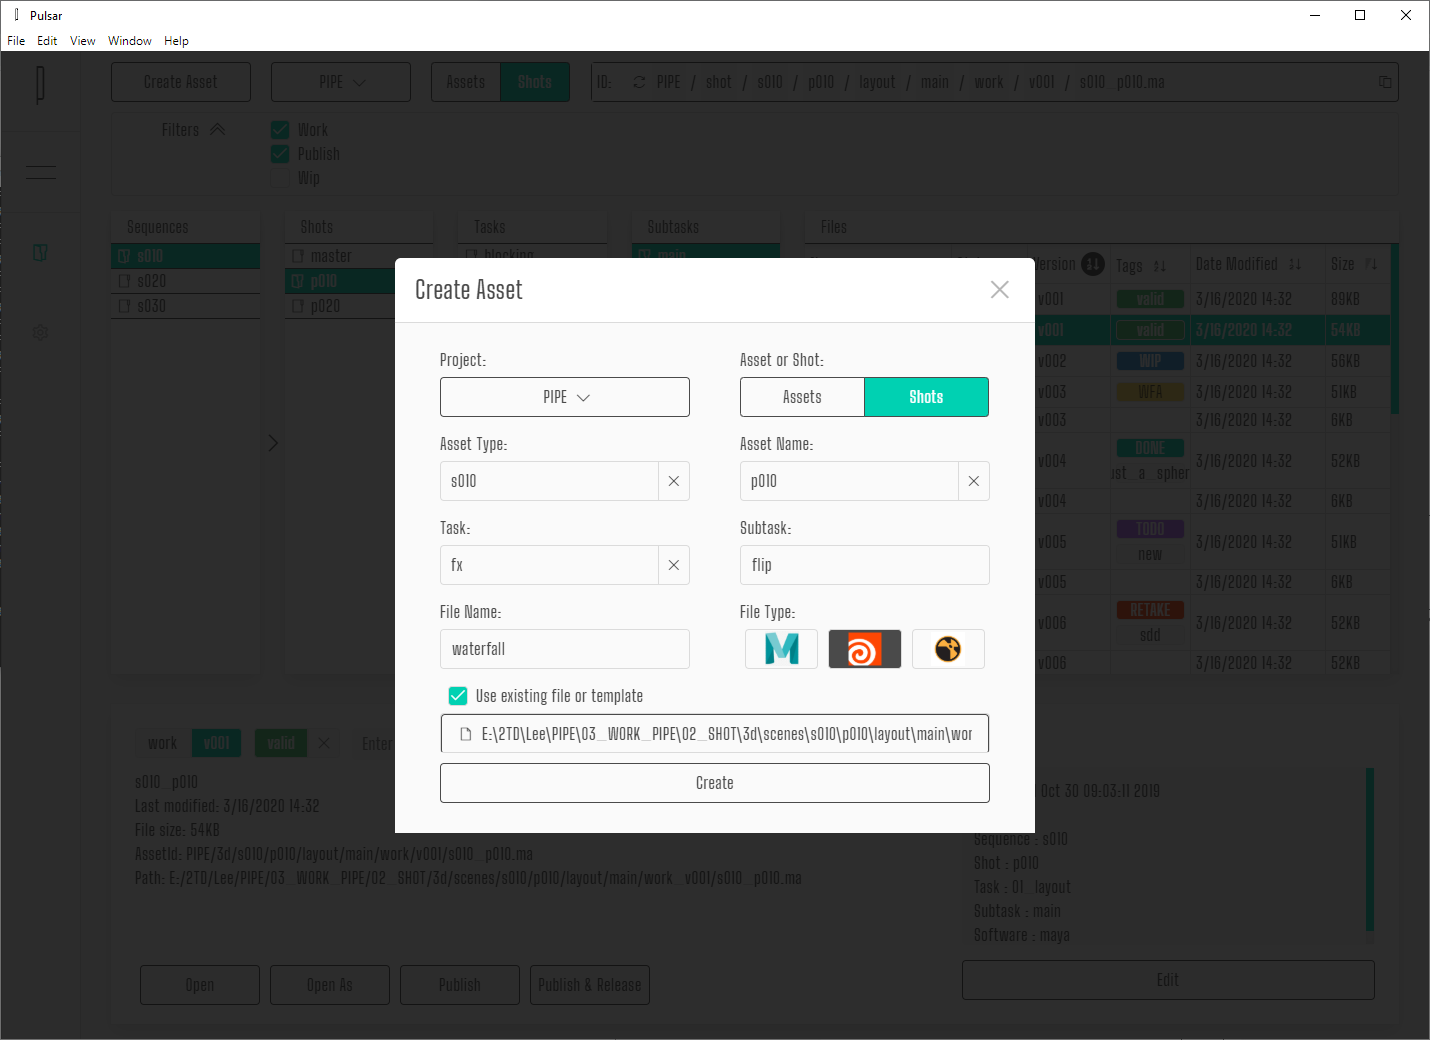 Pulsar
File Edit View Window Help
Create Asset PIPE Assets Shots ID: PIPE / shot / s010 / p010 / layout / main / work / v001 / s010_p010.ma
Filters Work
Publish
Wip
Sequences Shots Tasks Subtasks Files
s010 master blocking main
s020 p010
s030 p020
Version Tags Date Modified Size
v001 valid 3/16/2020 14:32 89KB
v001 valid 3/16/2020 14:32 54KB
v002 WIP 3/16/2020 14:32 56KB
v003 WFA 3/16/2020 14:32 51KB
v003 3/16/2020 14:32 6KB
v004 DONE 3/16/2020 14:32 52KB
ust_a_spher
v004 3/16/2020 14:32 6KB
v005 TODO 3/16/2020 14:32 51KB
new
v005 3/16/2020 14:32 6KB
v006 RETAKE 3/16/2020 14:32 52KB
sdd
v006 3/16/2020 14:32 52KB
Create Asset
Project: Asset or Shot:
PIPE Assets Shots
Asset Type: Asset Name:
s010 p010
Task: Subtask:
fx flip
File Name: File Type:
waterfall
Use existing file or template
E:\2TD\Lee\PIPE\03_WORK_PIPE\02_SHOT\3d\scenes\s010\p010\layout\main\wor
Create
work v001 valid Enter
s010_p010
Last modified: 3/16/2020 14:32
File size: 54KB
AssetId: PIPE/3d/s010/p010/layout/main/work/v001/s010_p010.ma
Path: E:/2TD/Lee/PIPE/03_WORK_PIPE/02_SHOT/3d/scenes/s010/p010/layout/main/work_v001/s010_p010.ma
Oct 30 09:03:11 2019
Sequence : s010
Shot : p010
Task : 01_layout
Subtask : main
Software : maya
Open Open As Publish Publish & Release Edit